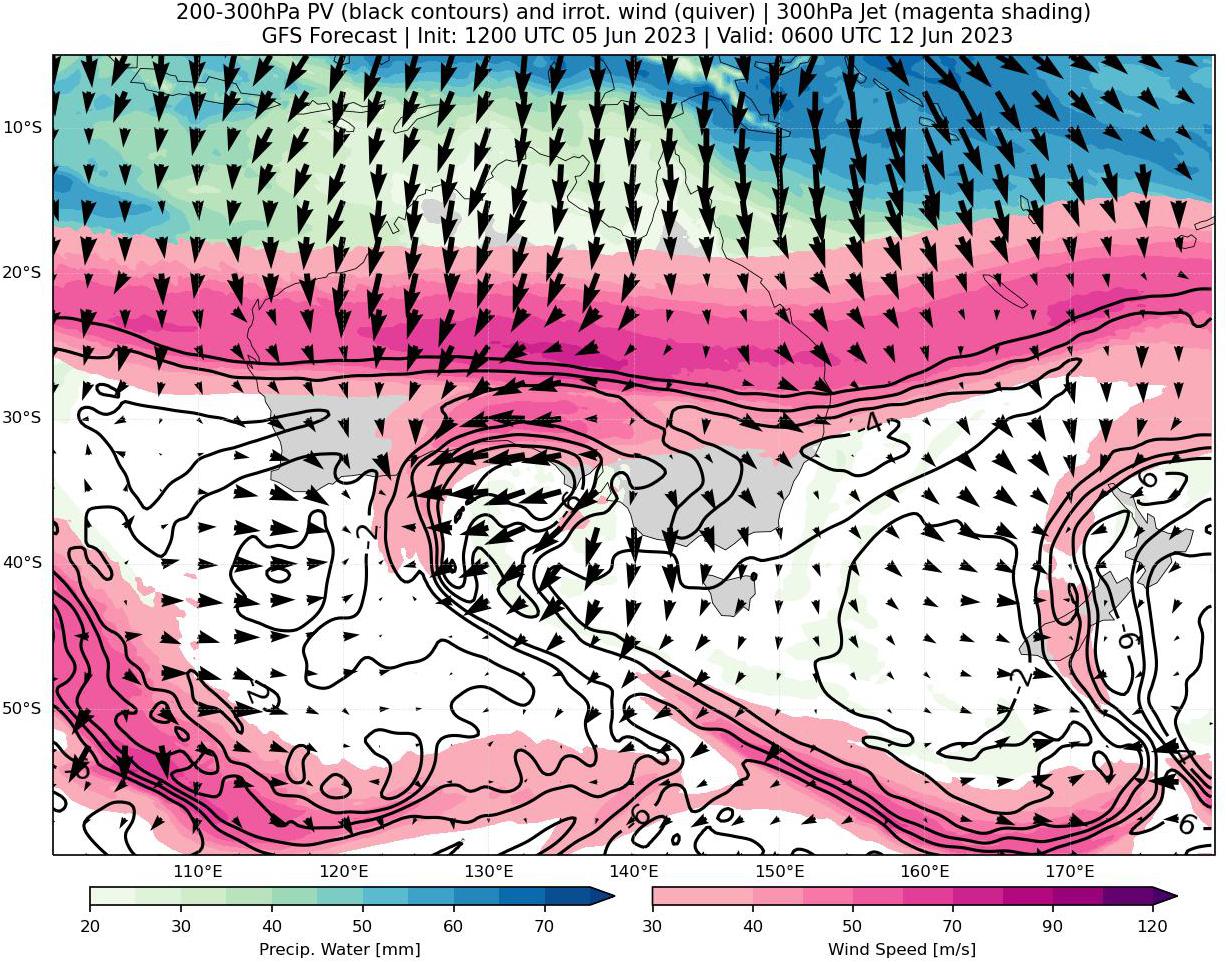 200-300hPa PV (black contours) and irrot. wind (quiver) | 300hPa Jet (magenta shading)
GFS Forecast | Init: 1200 UTC 05 Jun 2023 | Valid: 0600 UTC 12 Jun 2023
10°S
20°S
30°S
40°S
50°S
-4
6
-6
-2
-6
-2
-2
6
6
110°E 120°E 130°E 140°E 150°E 160°E 170°E
20 30 40 50 60 70
Precip. Water [mm]
30 40 50 70 90 120
Wind Speed [m/s]